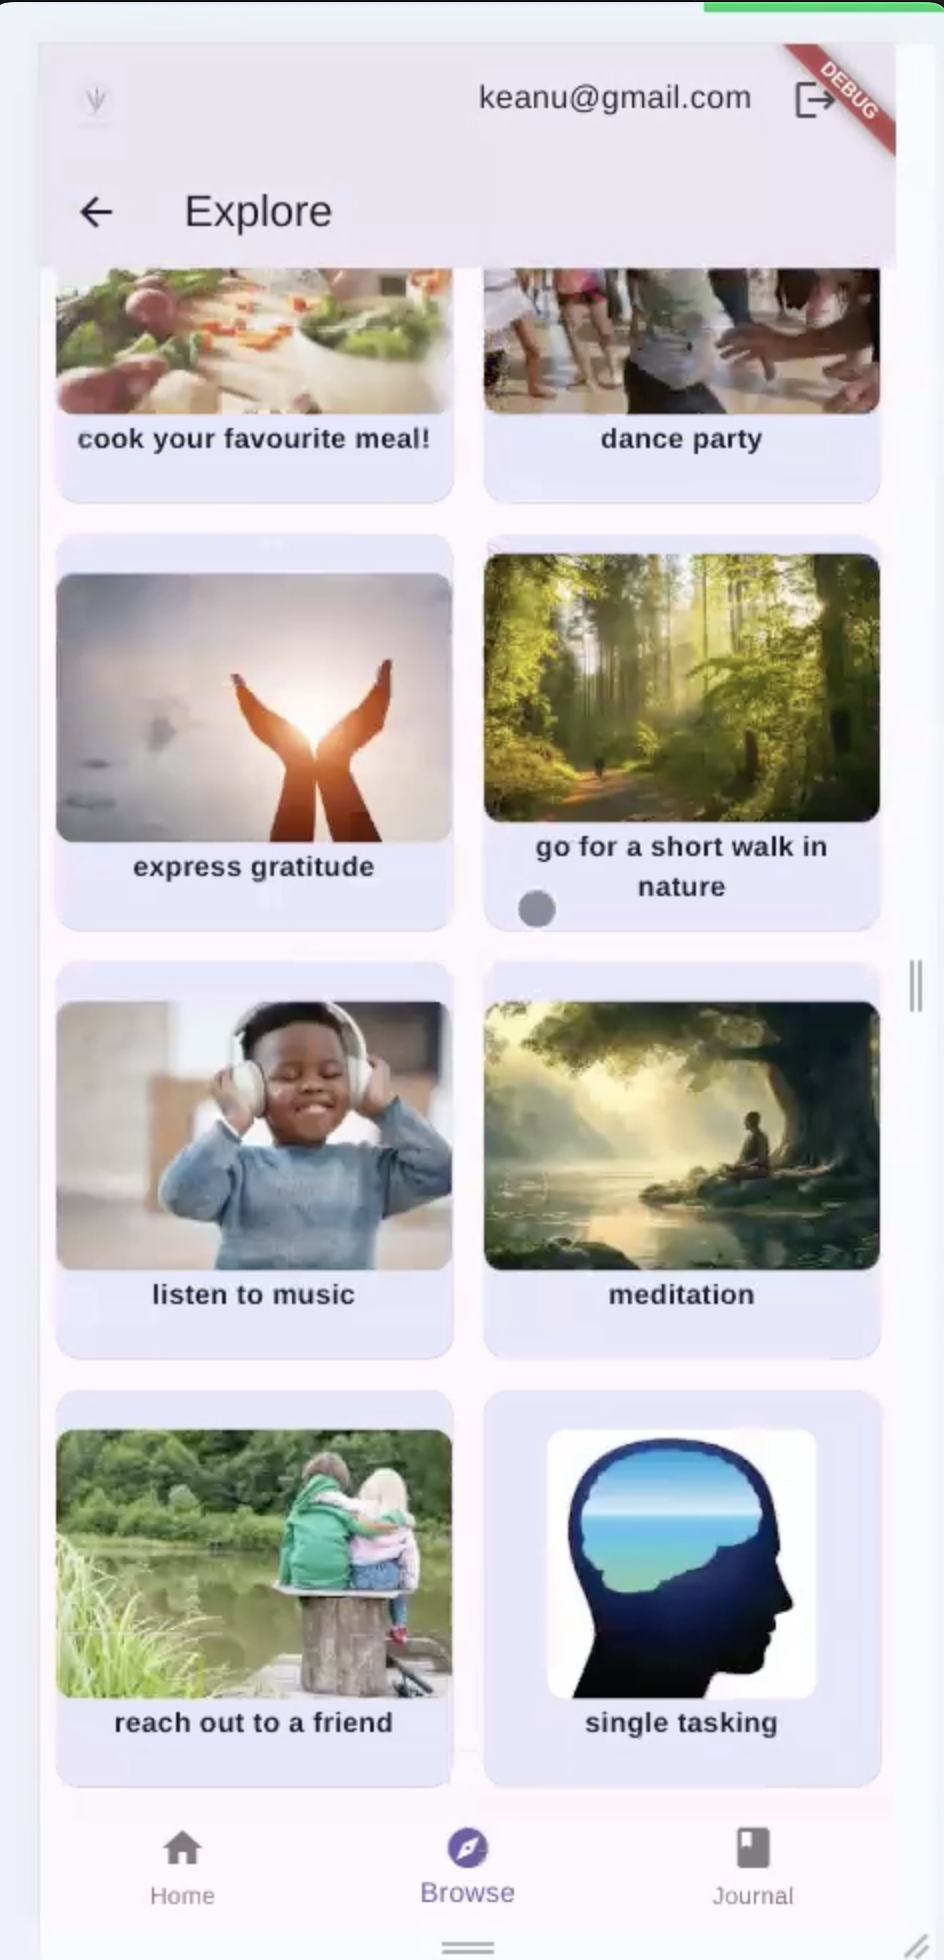 keanu@gmail.com
DEBUG
Explore
cook your favourite meal!
dance party
express gratitude
go for a short walk in
nature
listen to music
meditation
reach out to a friend
single tasking
Home
Browse
Journal